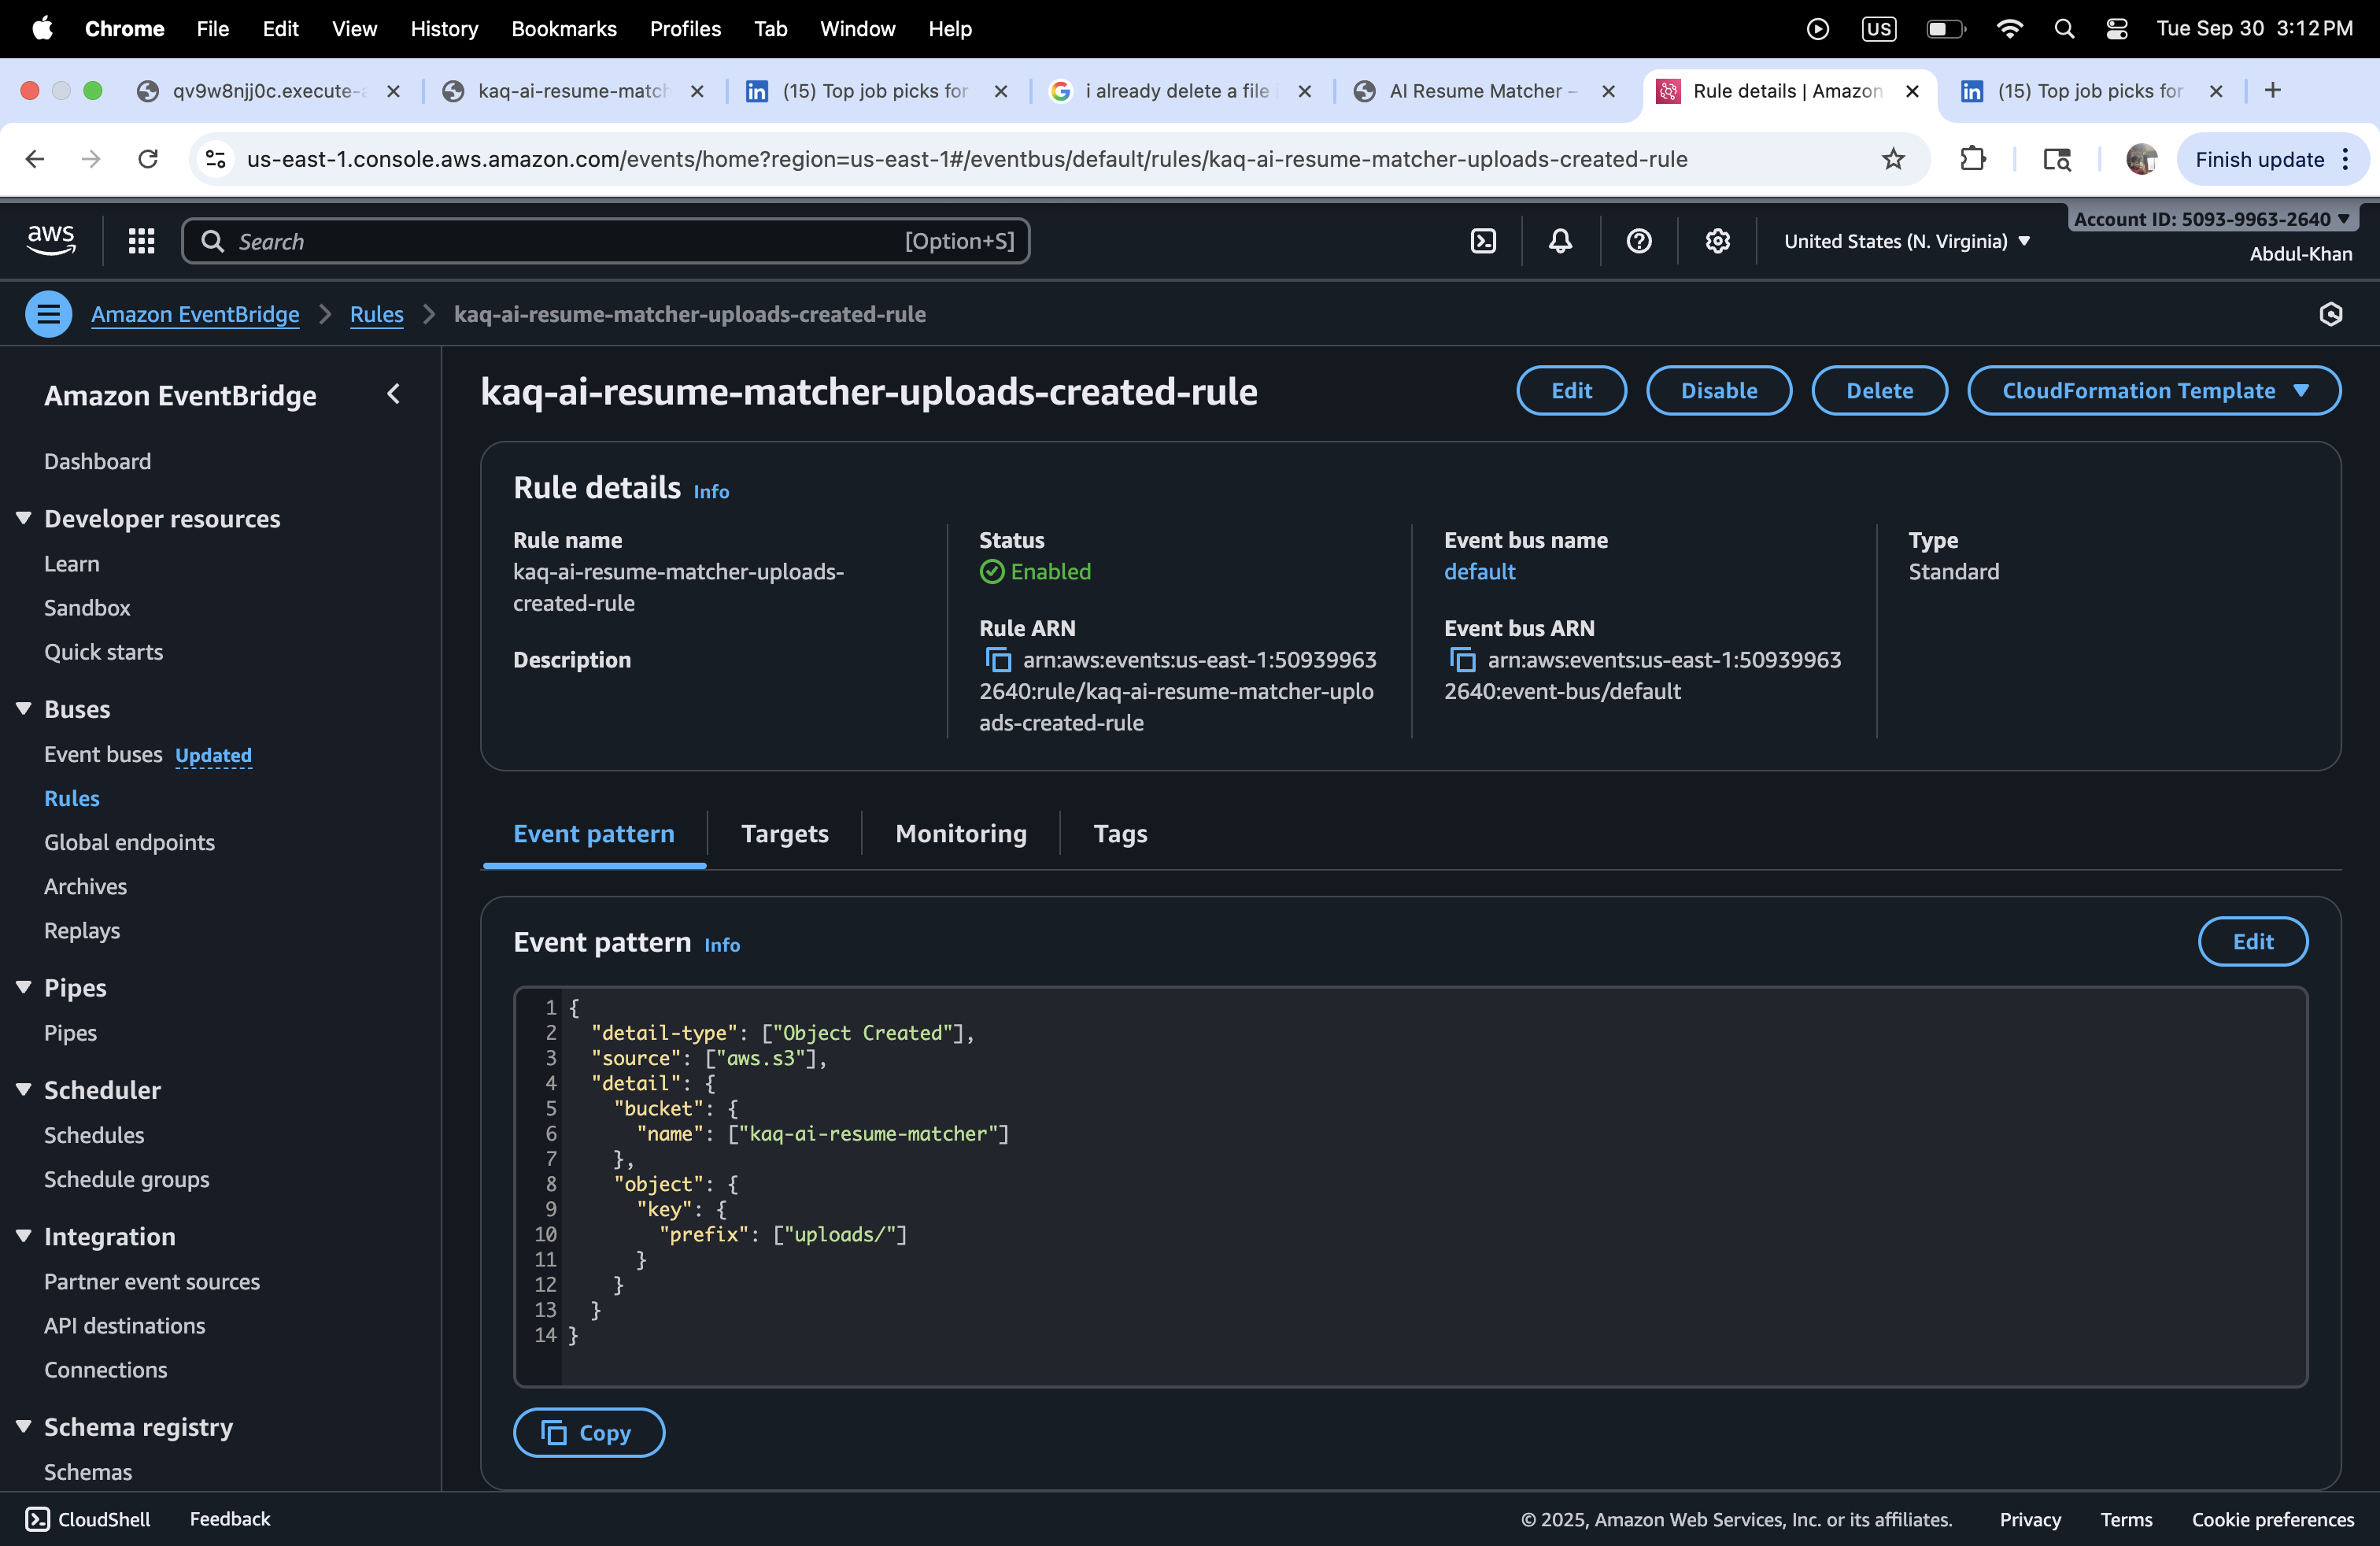 Chrome File Edit View History Bookmarks Profiles Tab Window Help US Tue Sep 30 3:12 PM
qv9w8njj0c.execute-a kaq-ai-resume-match (15) Top job picks for i already delete a file i AI Resume Matcher – Rule details | Amazon (15) Top job picks for
us-east-1.console.aws.amazon.com/events/home?region=us-east-1#/eventbus/default/rules/kaq-ai-resume-matcher-uploads-created-rule Finish update
aws Search [Option+S] United States (N. Virginia) Account ID: 5093-9963-2640
Abdul-Khan
Amazon EventBridge Rules kaq-ai-resume-matcher-uploads-created-rule
Amazon EventBridge
Dashboard
Developer resources
Learn
Sandbox
Quick starts
Buses
Event buses Updated
Rules
Global endpoints
Archives
Replays
Pipes
Pipes
Scheduler
Schedules
Schedule groups
Integration
Partner event sources
API destinations
Connections
Schema registry
Schemas
kaq-ai-resume-matcher-uploads-created-rule Edit Disable Delete CloudFormation Template
Rule details Info
Rule name
kaq-ai-resume-matcher-uploads-
created-rule
Description
Status
Enabled
Rule ARN
arn:aws:events:us-east-1:50939963
2640:rule/kaq-ai-resume-matcher-uplo
ads-created-rule
Event bus name
default
Event bus ARN
arn:aws:events:us-east-1:50939963
2640:event-bus/default
Type
Standard
Event pattern Targets Monitoring Tags
Event pattern Info Edit
1 {
2 "detail-type": ["Object Created"],
3 "source": ["aws.s3"],
4 "detail": {
5 "bucket": {
6 "name": ["kaq-ai-resume-matcher"]
7 },
8 "object": {
9 "key": {
10 "prefix": ["uploads/"]
11 }
12 }
13 }
14 }
Copy
CloudShell Feedback © 2025, Amazon Web Services, Inc. or its affiliates. Privacy Terms Cookie preferences